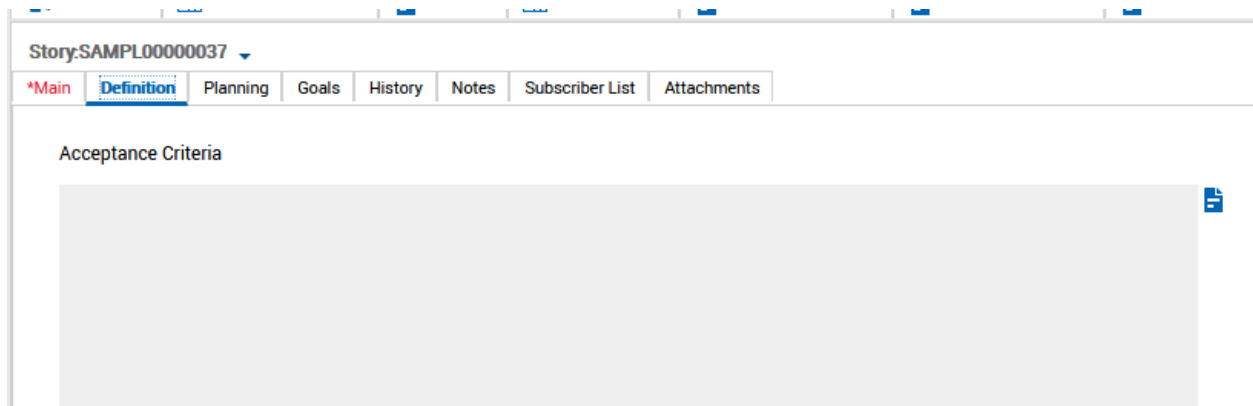 Story:SAMPL00000037
*Main Definition Planning Goals History Notes Subscriber List Attachments
Acceptance Criteria